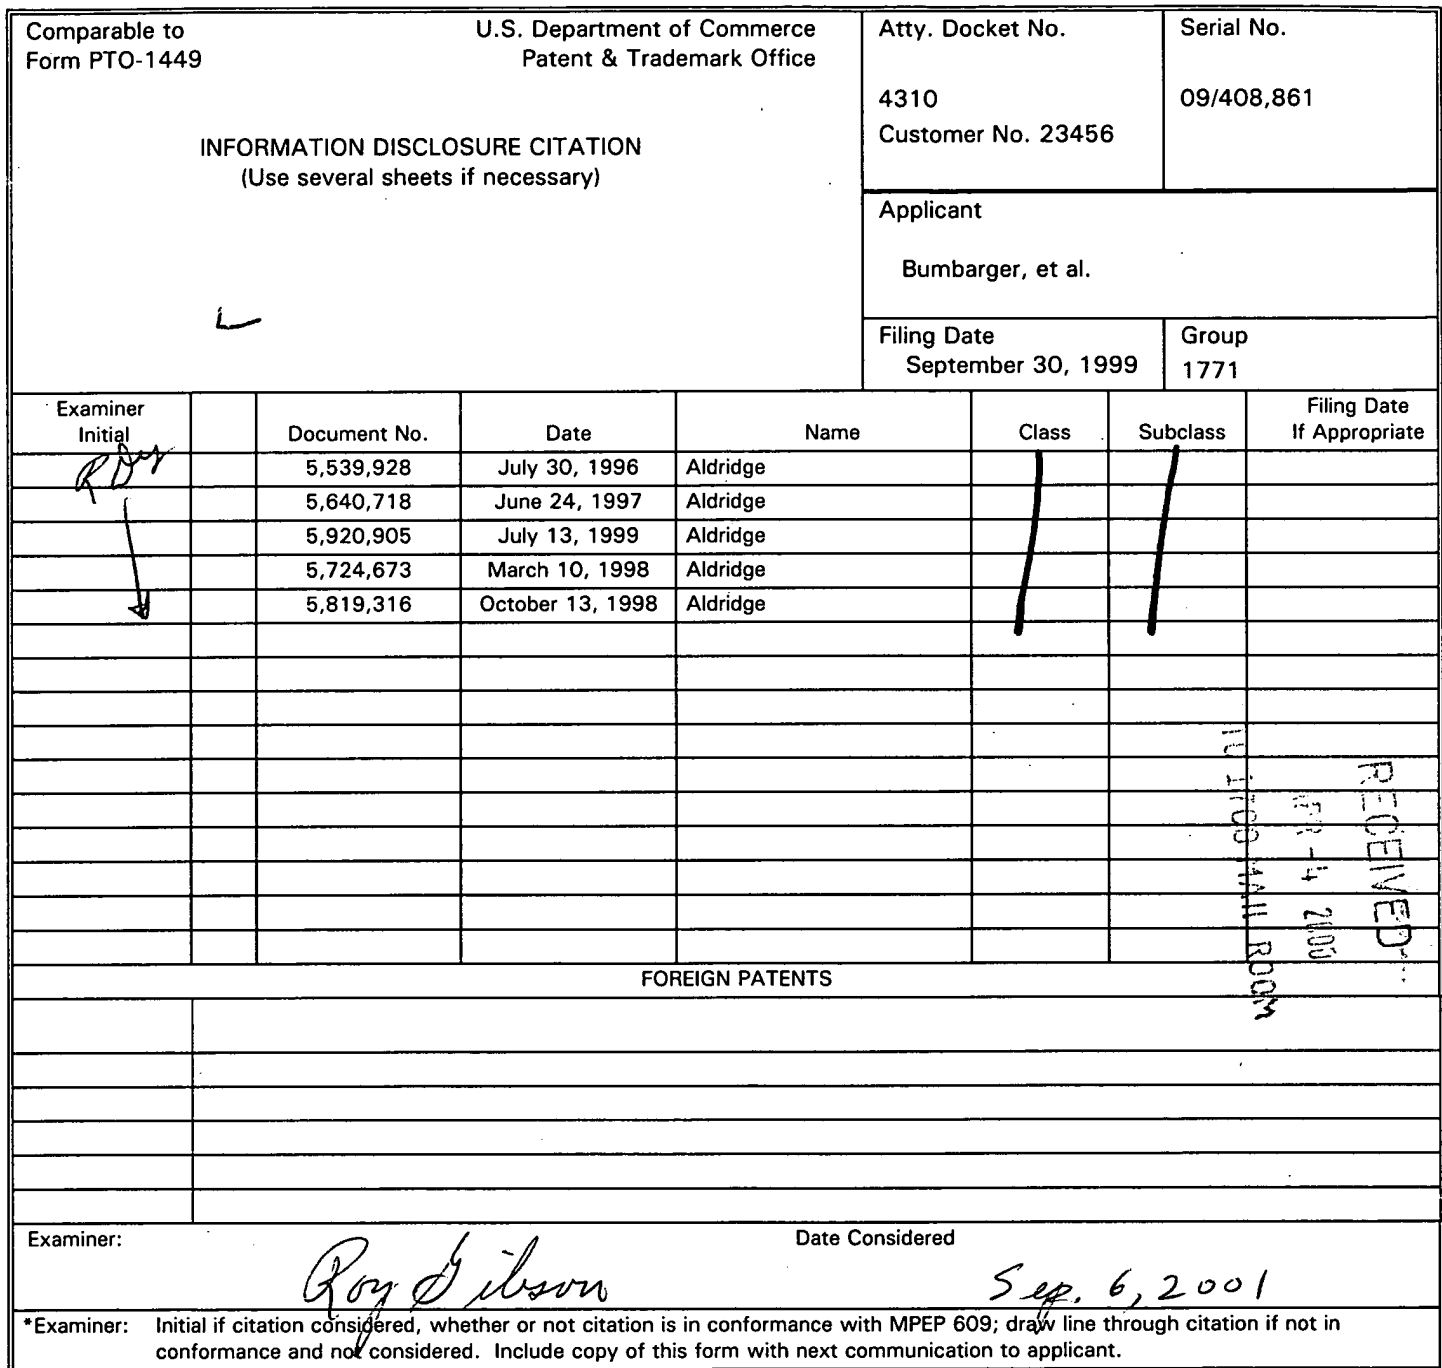 Comparable to
Form PTO-1449
U.S. Department of Commerce
Patent & Trademark Office
INFORMATION DISCLOSURE CITATION
(Use several sheets if necessary)
Atty. Docket No.
4310
Customer No. 23456
Serial No.
09/408,861
Applicant
Bumbarger, et al.
Filing Date
September 30, 1999
Group
1771
Examiner
Initial
Document No.
Date
Name
Class
Subclass
Filing Date
If Appropriate
5,539,928 July 30, 1996 Aldridge
5,640,718 June 24, 1997 Aldridge
5,920,905 July 13, 1999 Aldridge
5,724,673 March 10, 1998 Aldridge
5,819,316 October 13, 1998 Aldridge
RECEIVED
APR -4 2000
1700 MAIL ROOM
FOREIGN PATENTS
Examiner:
Roy Gibson
Date Considered
Sep. 6, 2001
*Examiner: Initial if citation considered, whether or not citation is in conformance with MPEP 609; draw line through citation if not in
conformance and not considered. Include copy of this form with next communication to applicant.